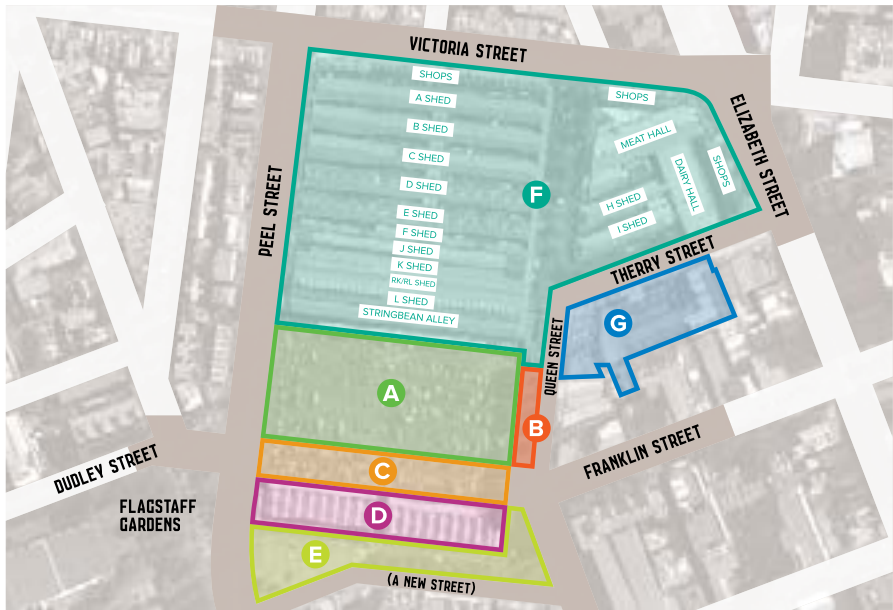 VICTORIA STREET
SHOPS
A SHED
B SHED
C SHED
D SHED
E SHED
F SHED
J SHED
K SHED
RK/RL SHED
L SHED
STRINGBEAN ALLEY
SHOPS
MEAT HALL
DAIRY HALL
SHOPS
H SHED
I SHED
F
ELIZABETH STREET
PEEL STREET
THERRY STREET
G
QUEEN STREET
A
B
C
D
E
FRANKLIN STREET
DUDLEY STREET
FLAGSTAFF
GARDENS
(A NEW STREET)